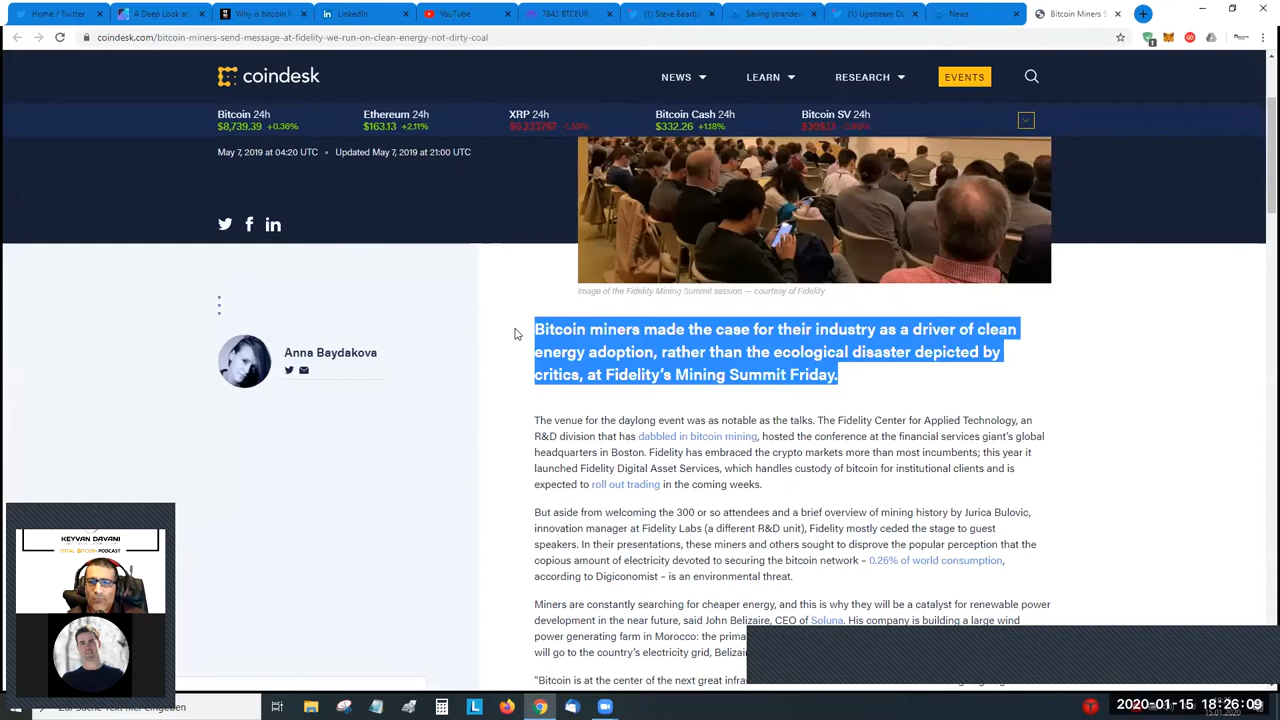 Home / Twitter
A Deep Look at
Why is bitcoin
LinkedIn
YouTube
7842 BTCEUR
(1) Steve Barbo
Saving strande
(1) Upstream Da
News
Bitcoin Miners S
coindesk.com/bitcoin-miners-send-message-at-fidelity-we-run-on-clean-energy-not-dirty-coal
coindesk
NEWS
LEARN
RESEARCH
EVENTS
Bitcoin 24h
$8,739.39 +0.36%
Ethereum 24h
$163.13 +2.11%
XRP 24h
$0.233767 -1.53%
Bitcoin Cash 24h
$332.26 +1.18%
Bitcoin SV 24h
May 7, 2019 at 04:20 UTC • Updated May 7, 2019 at 21:00 UTC
Image of the Fidelity Mining Summit session — courtesy of Fidelity
Anna Baydakova
Bitcoin miners made the case for their industry as a driver of clean
energy adoption, rather than the ecological disaster depicted by
critics, at Fidelity's Mining Summit Friday.
The venue for the daylong event was as notable as the talks. The Fidelity Center for Applied Technology, an
R&D division that has dabbled in bitcoin mining, hosted the conference at the financial services giant's global
headquarters in Boston. Fidelity has embraced the crypto markets more than most incumbents; this year it
launched Fidelity Digital Asset Services, which handles custody of bitcoin for institutional clients and is
expected to roll out trading in the coming weeks.
But aside from welcoming the 300 or so attendees and a brief overview of mining history by Jurica Bulovic,
innovation manager at Fidelity Labs (a different R&D unit), Fidelity mostly ceded the stage to guest
speakers. In their presentations, these miners and others sought to disprove the popular perception that the
copious amount of electricity devoted to securing the bitcoin network – 0.26% of world consumption,
according to Digiconomist – is an environmental threat.
Miners are constantly searching for cheaper energy, and this is why they will be a catalyst for renewable power
development in the near future, said John Belizaire, CEO of Soluna. His company is building a large wind
power generating farm in Morocco: the prima
will go to the country's electricity grid, Beliza
"Bitcoin is at the center of the next great infra
KEYVAN DAVANI
TOTAL BITCOIN PODCAST
Zur Suche Text hier eingeben
2020-01-15 18:26:09